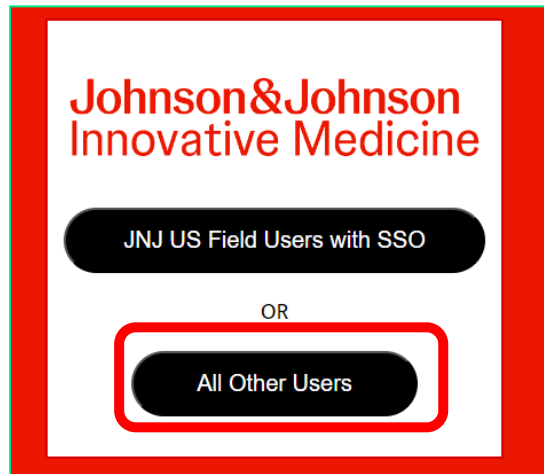 Johnson&Johnson
Innovative Medicine
JNJ US Field Users with SSO
OR
All Other Users